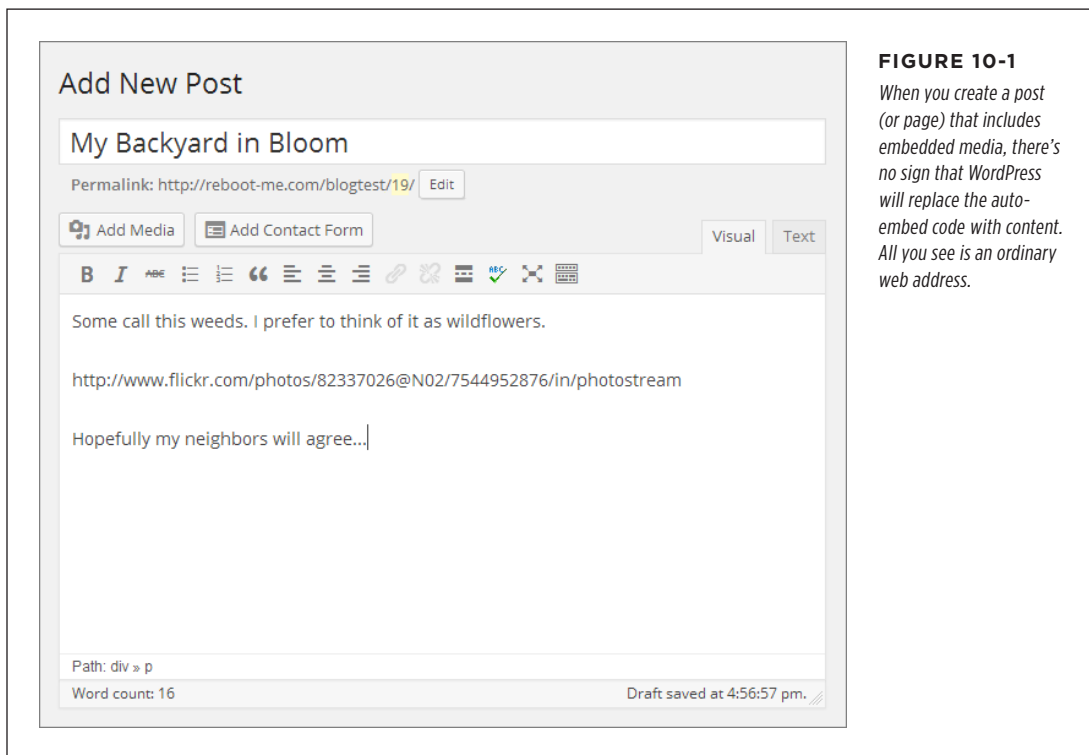 Add New Post
My Backyard in Bloom
Permalink: http://reboot-me.com/blogtest/19/ Edit
Add Media Add Contact Form Visual Text
B I ABC ABC
Some call this weeds. I prefer to think of it as wildflowers.
http://www.flickr.com/photos/82337026@N02/7544952876/in/photostream
Hopefully my neighbors will agree...
Path: div » p
Word count: 16 Draft saved at 4:56:57 pm.
FIGURE 10-1
When you create a post
(or page) that includes
embedded media, there’s
no sign that WordPress
will replace the auto-
embed code with content.
All you see is an ordinary
web address.